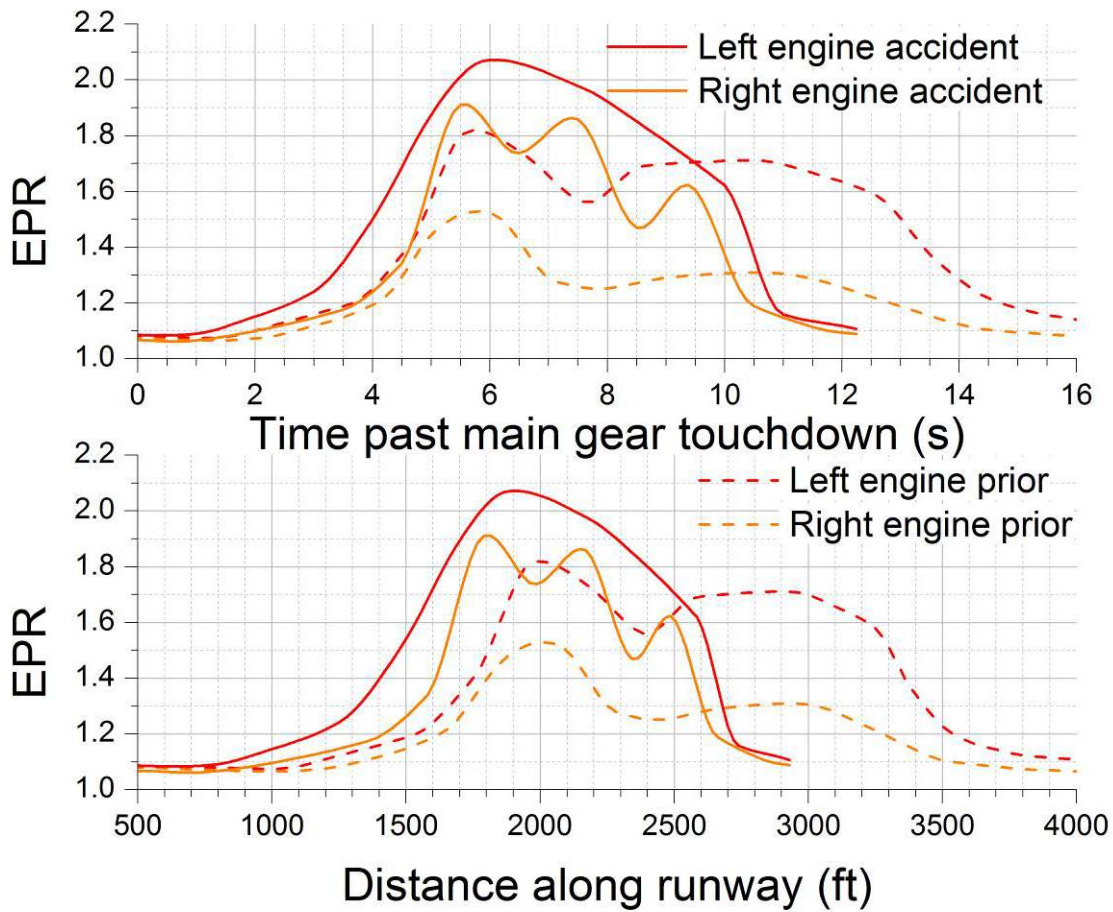 2.2
2.0
1.8
1.6
1.4
1.2
1.0
EPR
Left engine accident
Right engine accident
0 2 4 6 8 10 12 14 16
Time past main gear touchdown (s)
2.2
2.0
1.8
1.6
1.4
1.2
1.0
EPR
Left engine prior
Right engine prior
500 1000 1500 2000 2500 3000 3500 4000
Distance along runway (ft)